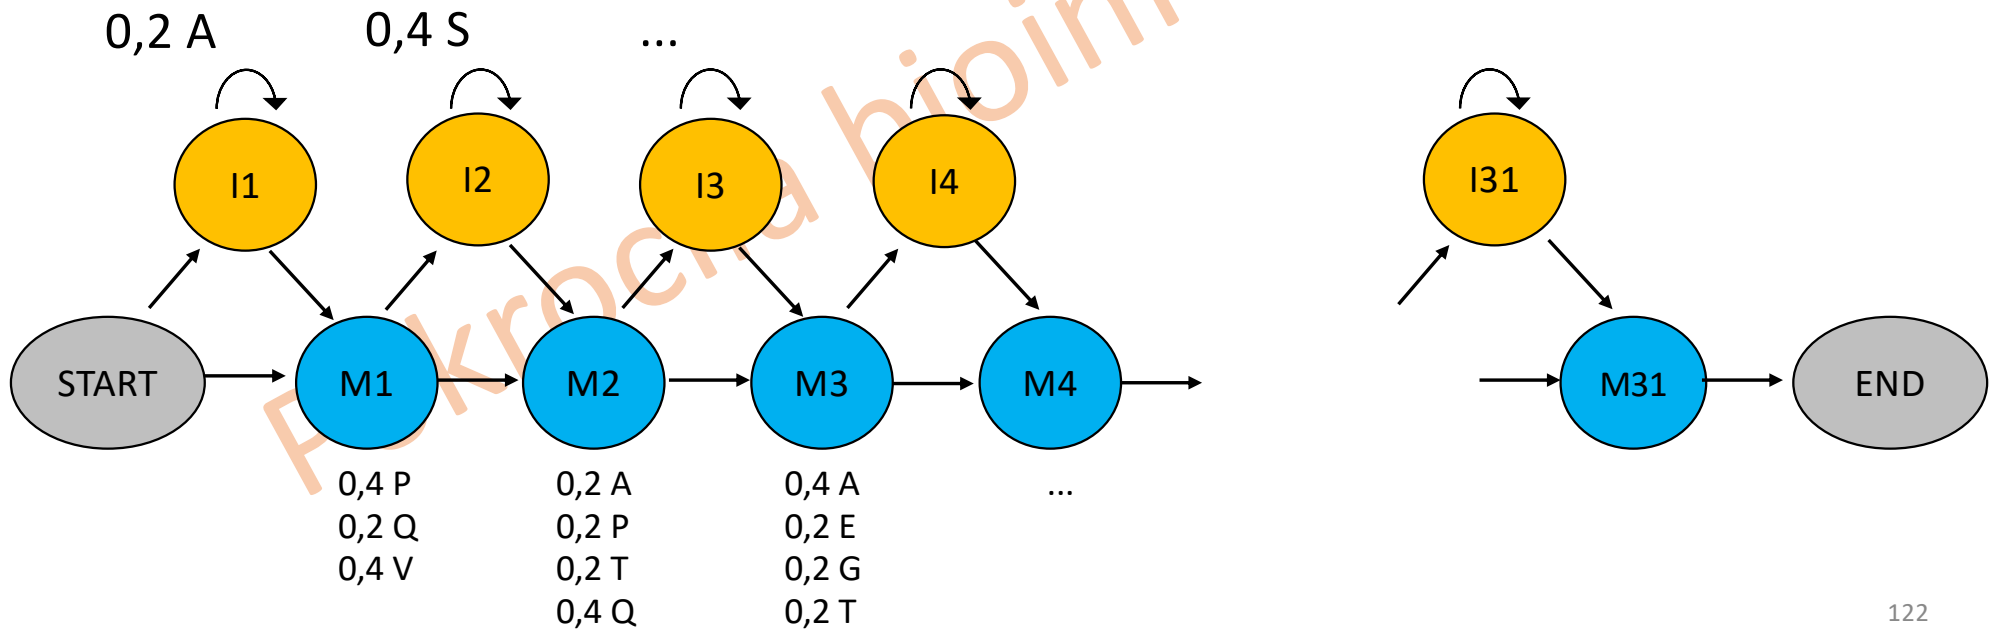 0,2 A 0,4 S ...
I1 I2 I3 I4 I31
START M1 M2 M3 M4 M31 END
0,4 P 0,2 A 0,4 A ...
0,2 Q 0,2 P 0,2 E
0,4 V 0,2 T 0,2 G
0,4 Q 0,2 T
122